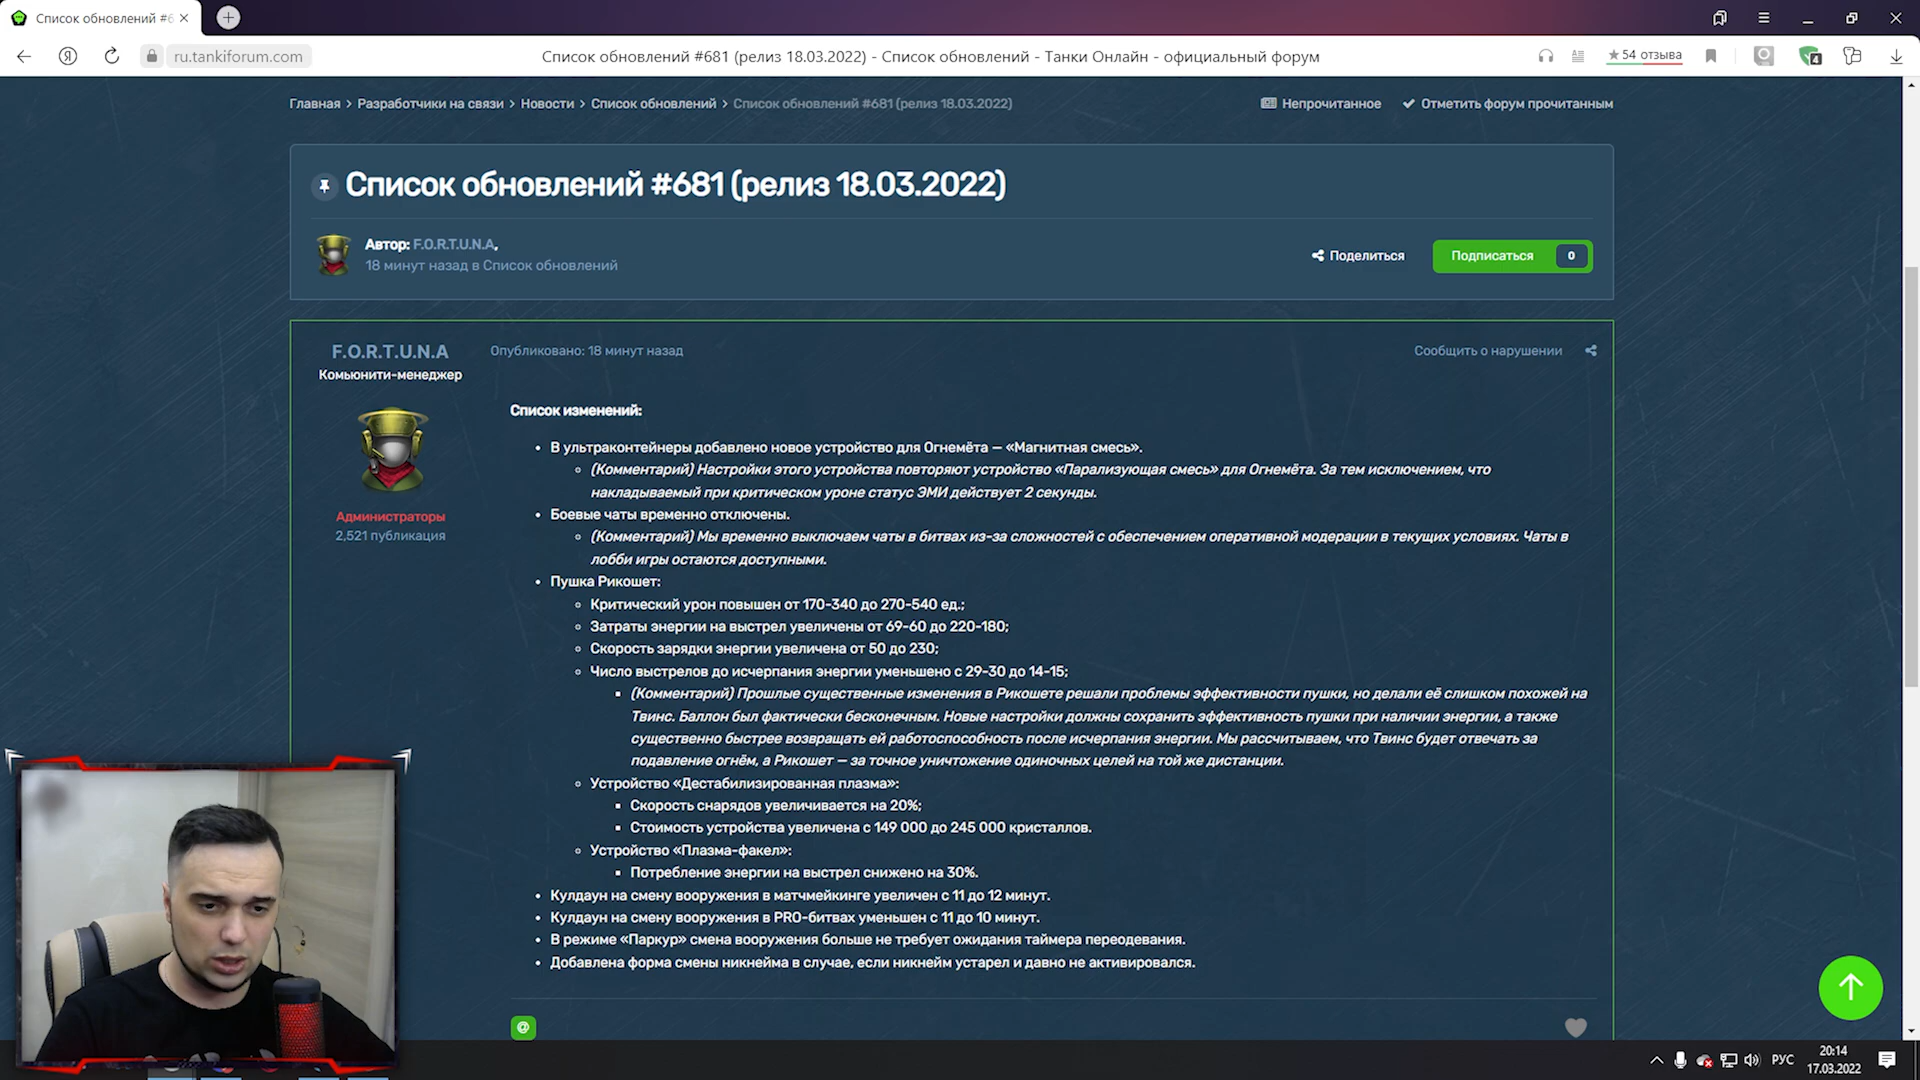 Список обновлений #6
ru.tankiforum.com
Список обновлений #681 (релиз 18.03.2022) - Список обновлений - Танки Онлайн - официальный форум
★ 54 отзыва
4
Главная > Разработчики на связи > Новости > Список обновлений > Список обновлений #681 (релиз 18.03.2022)
Непрочитанное
Отметить форум прочитанным
Список обновлений #681 (релиз 18.03.2022)
Автор: F.O.R.T.U.N.A,
18 минут назад в Список обновлений
Поделиться
Подписаться 0
F.O.R.T.U.N.A
Комьюнити-менеджер
Администраторы
2,521 публикация
Опубликовано: 18 минут назад
Сообщить о нарушении
Список изменений:
• В ультраконтейнеры добавлено новое устройство для Огнемёта — «Магнитная смесь».
◦ (Комментарий) Настройки этого устройства повторяют устройство «Парализующая смесь» для Огнемёта. За тем исключением, что
накладываемый при критическом уроне статус ЭМИ действует 2 секунды.
• Боевые чаты временно отключены.
◦ (Комментарий) Мы временно выключаем чаты в битвах из-за сложностей с обеспечением оперативной модерации в текущих условиях. Чаты в
лобби игры остаются доступными.
• Пушка Рикошет:
◦ Критический урон повышен от 170-340 до 270-540 ед.;
◦ Затраты энергии на выстрел увеличены от 69-60 до 220-180;
◦ Скорость зарядки энергии увеличена от 50 до 230;
◦ Число выстрелов до исчерпания энергии уменьшено с 29-30 до 14-15;
▪ (Комментарий) Прошлые существенные изменения в Рикошете решали проблемы эффективности пушки, но делали её слишком похожей на
Твинс. Баллон был фактически бесконечным. Новые настройки должны сохранить эффективность пушки при наличии энергии, а также
существенно быстрее возвращать ей работоспособность после исчерпания энергии. Мы рассчитываем, что Твинс будет отвечать за
подавление огнём, а Рикошет — за точное уничтожение одиночных целей на той же дистанции.
◦ Устройство «Дестабилизированная плазма»:
▪ Скорость снарядов увеличивается на 20%;
▪ Стоимость устройства увеличена с 149 000 до 245 000 кристаллов.
◦ Устройство «Плазма-факел»:
▪ Потребление энергии на выстрел снижено на 30%.
• Кулдаун на смену вооружения в матчмейкинге увеличен с 11 до 12 минут.
• Кулдаун на смену вооружения в PRO-битвах уменьшен с 11 до 10 минут.
• В режиме «Паркур» смена вооружения больше не требует ожидания таймера переодевания.
• Добавлена форма смены никнейма в случае, если никнейм устарел и давно не активировался.
@
РУС
20:14
17.03.2022